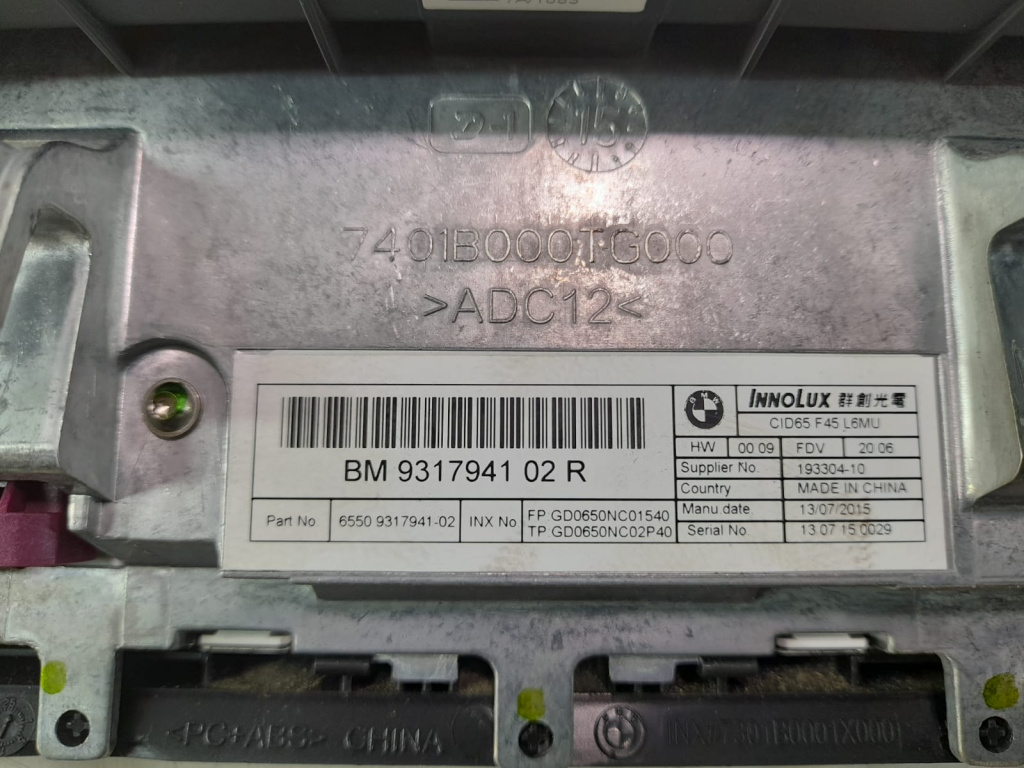 22-1
15
7401B000TG000
>ADC12<
BM 9317941 02 R
INNOLUX 群創光電
CID65 F45 L6MU
HW 00 09 FDV 20 06
Supplier No. 193304-10
Country MADE IN CHINA
Manu date 13/07/2015
Serial No. 13 07 15 0029
Part No 6550 9317941-02 INX No FP.GD0650NC01540
TP.GD0650NC02P40
<PC+ABS> CHINA